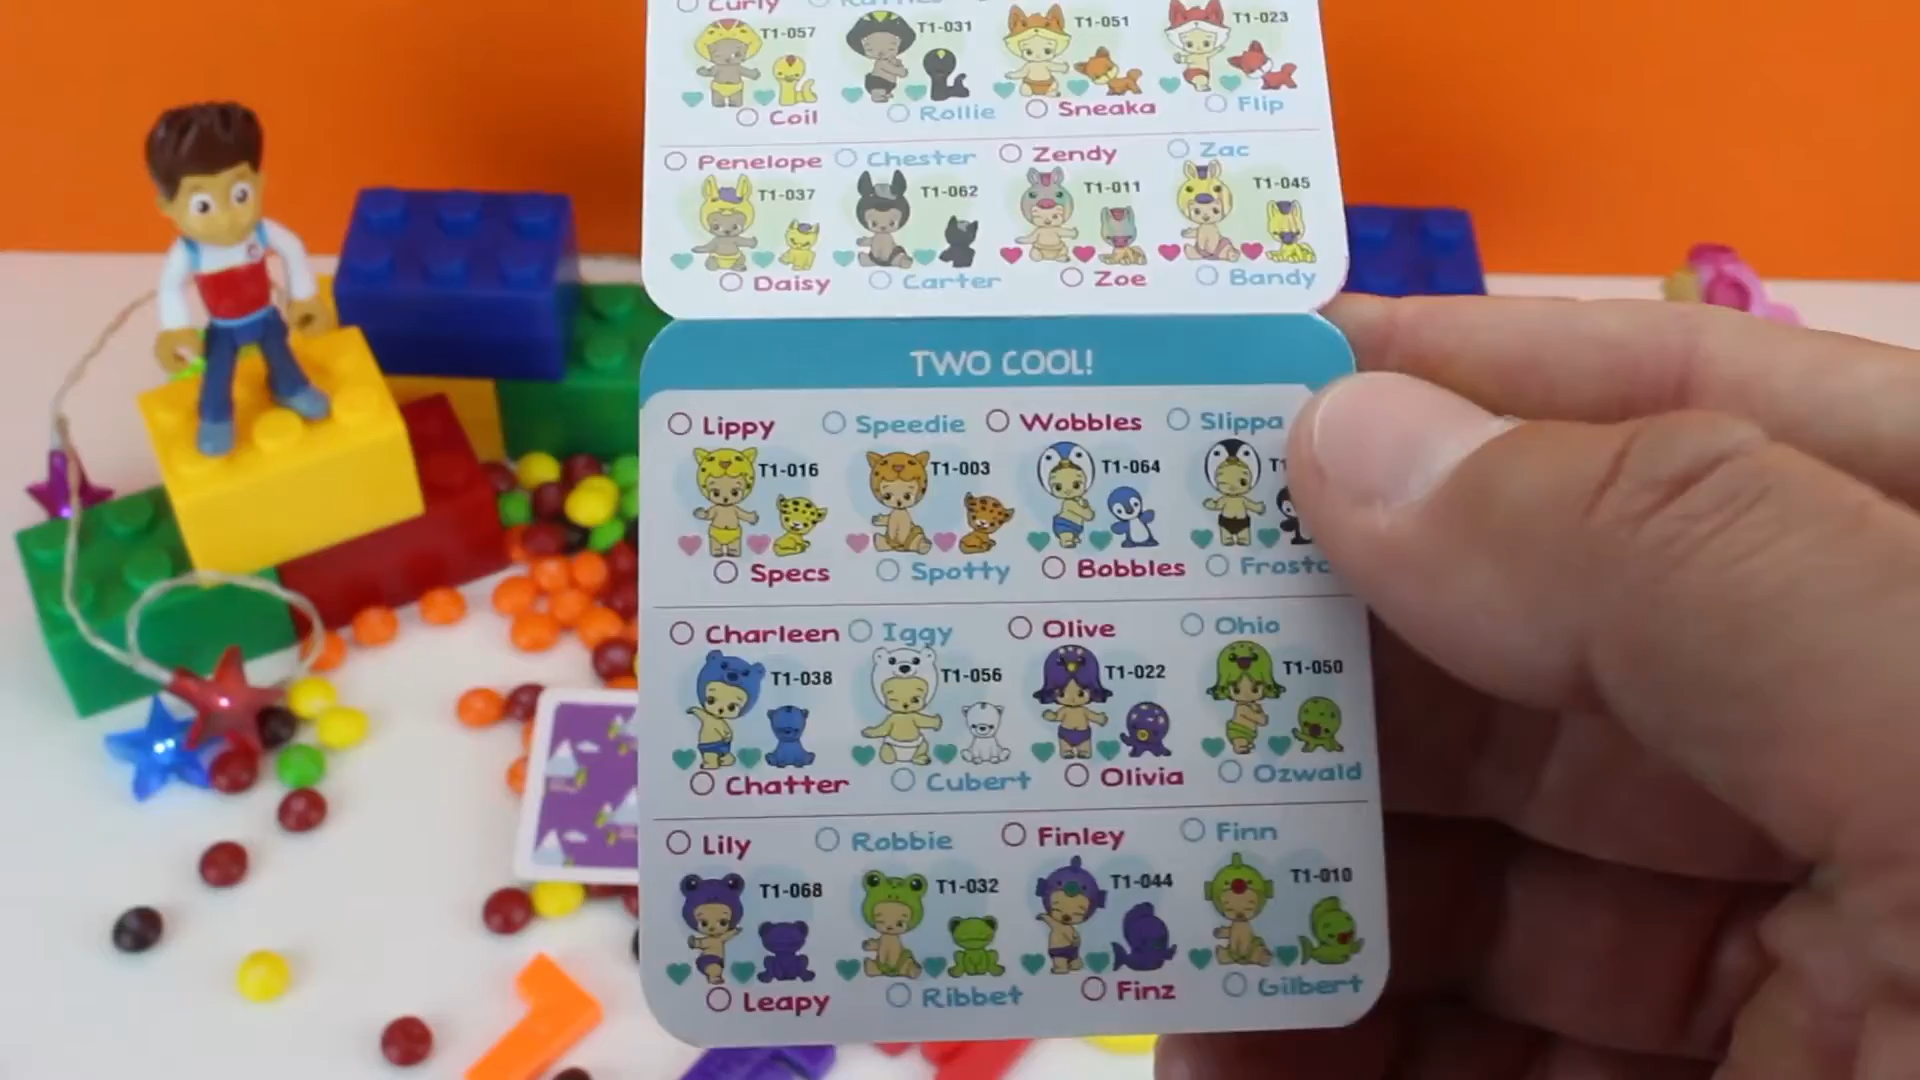 Curly
T1-057 T1-031 T1-051 T1-023
Coil Rollie Sneaka Flip
Penelope Chester Zendy Zac
T1-037 T1-062 T1-011 T1-045
Daisy Carter Zoe Bandy
TWO COOL!
Lippy Speedie Wobbles Slippa
T1-016 T1-003 T1-064
Specs Spotty Bobbles
Charleen Iggy Olive Ohio
T1-038 T1-056 T1-022 T1-050
Chatter Cubert Olivia Ozwald
Lily Robbie Finley Finn
T1-068 T1-032 T1-044 T1-010
Leapy Ribbet Finz Gilbert